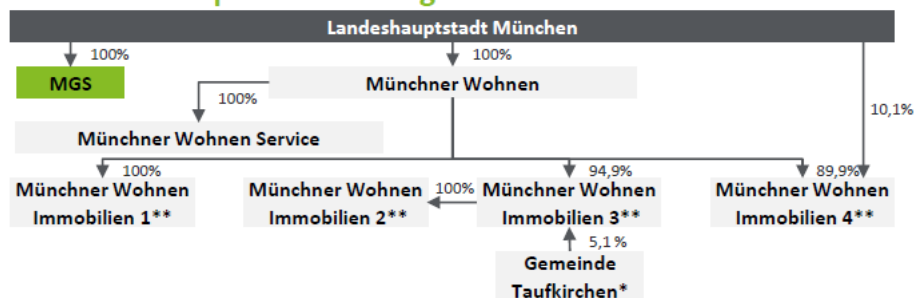 Landeshauptstadt München
100%
100%
MGS
Münchner Wohnen
100%
10,1%
Münchner Wohnen Service
100%
94,9%
89,9%
Münchner Wohnen
Immobilien 1**
Münchner Wohnen
Immobilien 2**
100%
Münchner Wohnen
Immobilien 3**
Münchner Wohnen
Immobilien 4**
5,1%
Gemeinde
Taufkirchen*